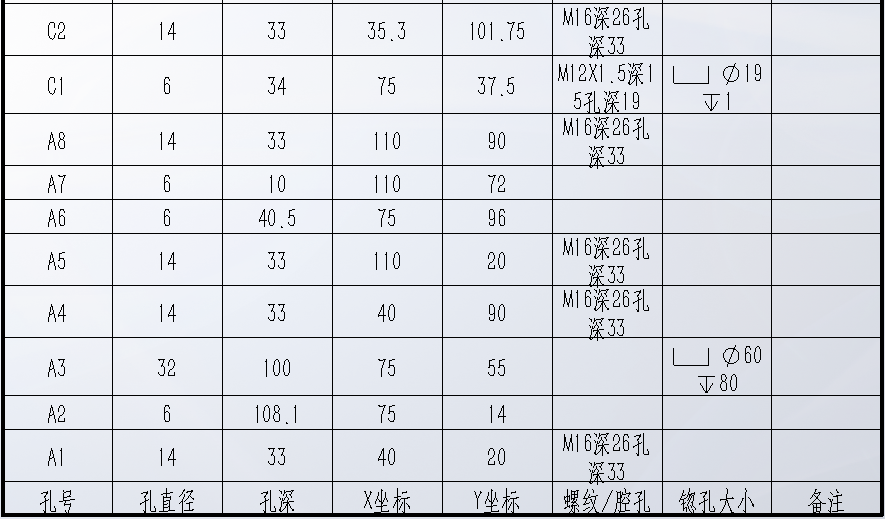 C2 14 33 35.3 101.75 M16深26孔深33
C1 6 34 75 37.5 M12X1.5深15孔深19 ⌴ ∅19 ↧1
A8 14 33 110 90 M16深26孔深33
A7 6 10 110 72
A6 6 40.5 75 96
A5 14 33 110 20 M16深26孔深33
A4 14 33 40 90 M16深26孔深33
A3 32 100 75 55 ⌴ ∅60 ↧80
A2 6 108.1 75 14
A1 14 33 40 20 M16深26孔深33
孔号 孔直径 孔深 X坐标 Y坐标 螺纹/腔孔 锪孔大小 备注